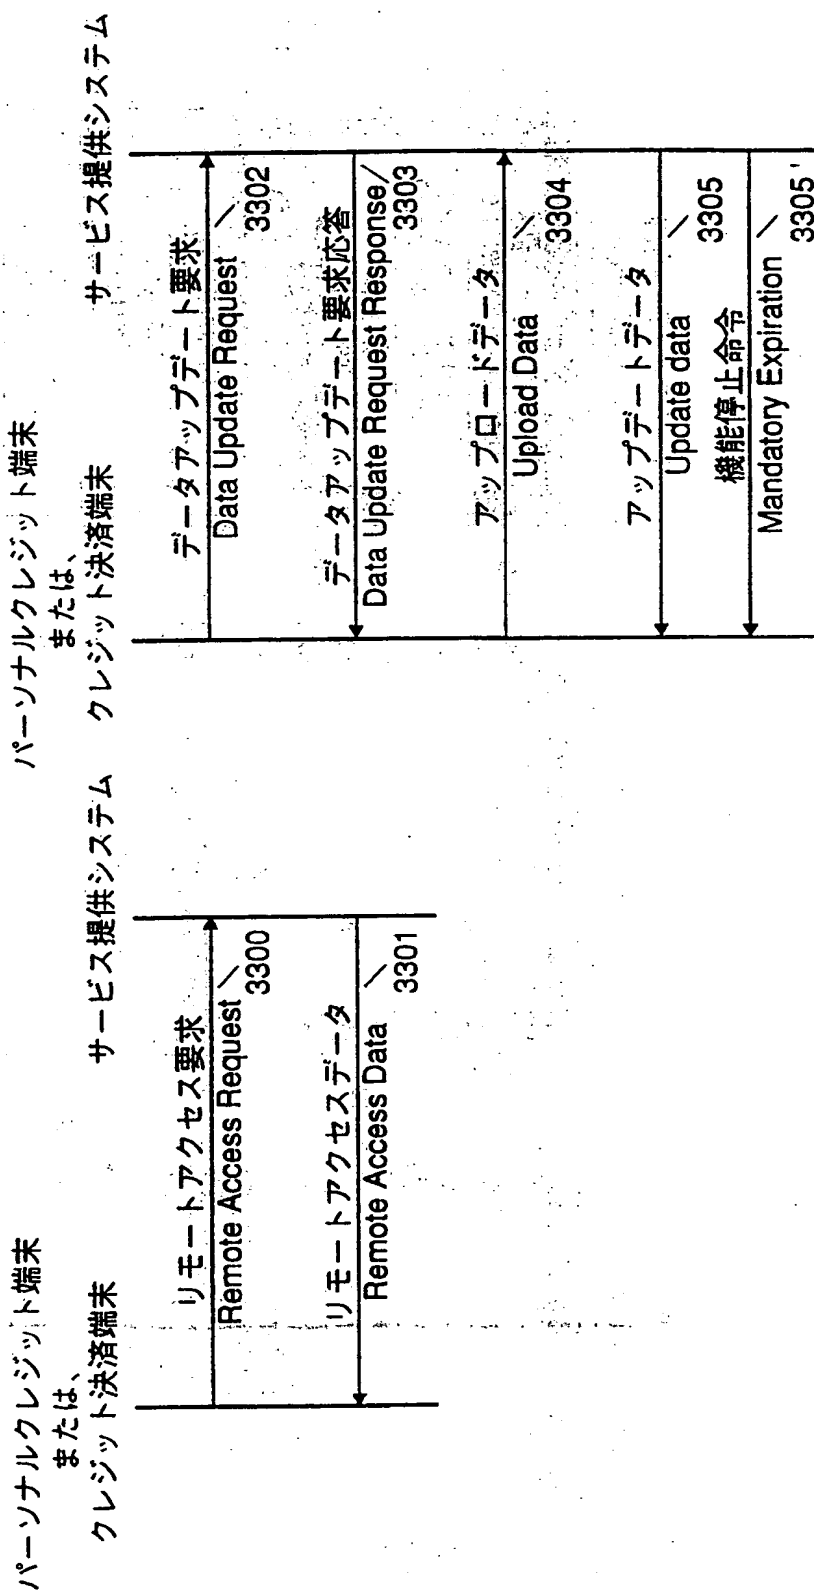 パーソナルクレジット端末
または、
クレジット決済端末
サービス提供システム
リモートアクセス要求
Remote Access Request
3300
リモートアクセスデータ
Remote Access Data
3301
パーソナルクレジット端末
または、
クレジット決済端末
サービス提供システム
データアップデート要求
Data Update Request
3302
データアップデート要求応答
Data Update Request Response
3303
アップロードデータ
Upload Data
3304
アップデートデータ
Update data
3305
機能停止命令
Mandatory Expiration
3305'